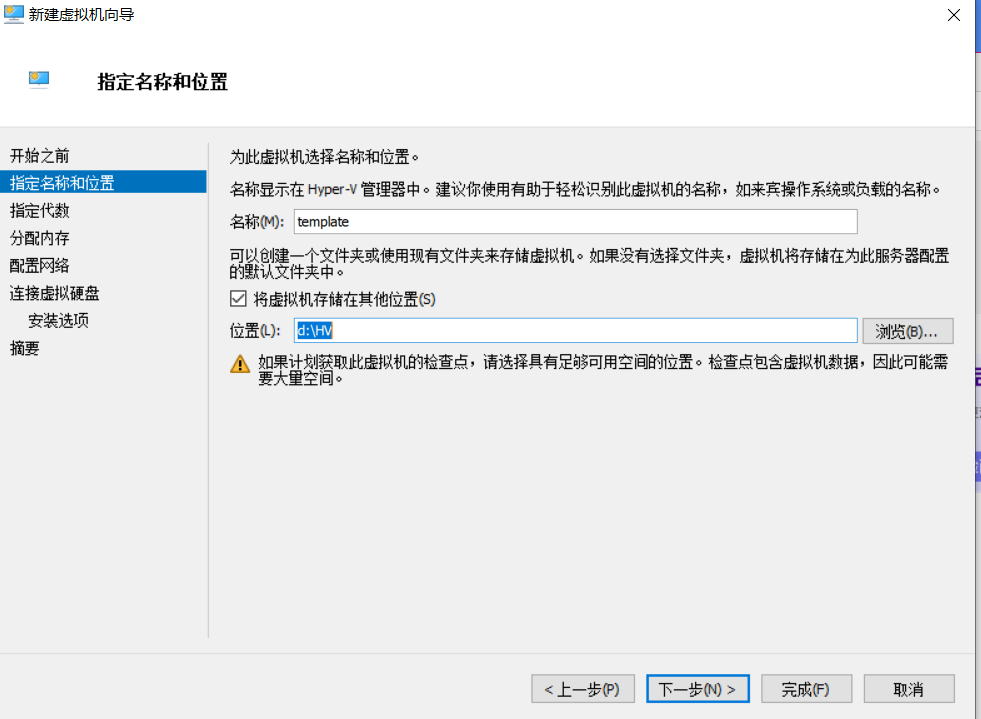 新建虚拟机向导
指定名称和位置
开始之前
指定名称和位置
指定代数
分配内存
配置网络
连接虚拟硬盘
安装选项
摘要
为此虚拟机选择名称和位置。
名称显示在 Hyper-V 管理器中。建议你使用有助于轻松识别此虚拟机的名称，如来宾操作系统或负载的名称。
名称(M): template
可以创建一个文件夹或使用现有文件夹来存储虚拟机。如果没有选择文件夹，虚拟机将存储在为此服务器配置
的默认文件夹中。
将虚拟机存储在其他位置(S)
位置(L): d:\HV 浏览(B)...
如果计划获取此虚拟机的检查点，请选择具有足够可用空间的位置。检查点包含虚拟机数据，因此可能需
要大量空间。
< 上一步(P) 下一步(N) > 完成(F) 取消